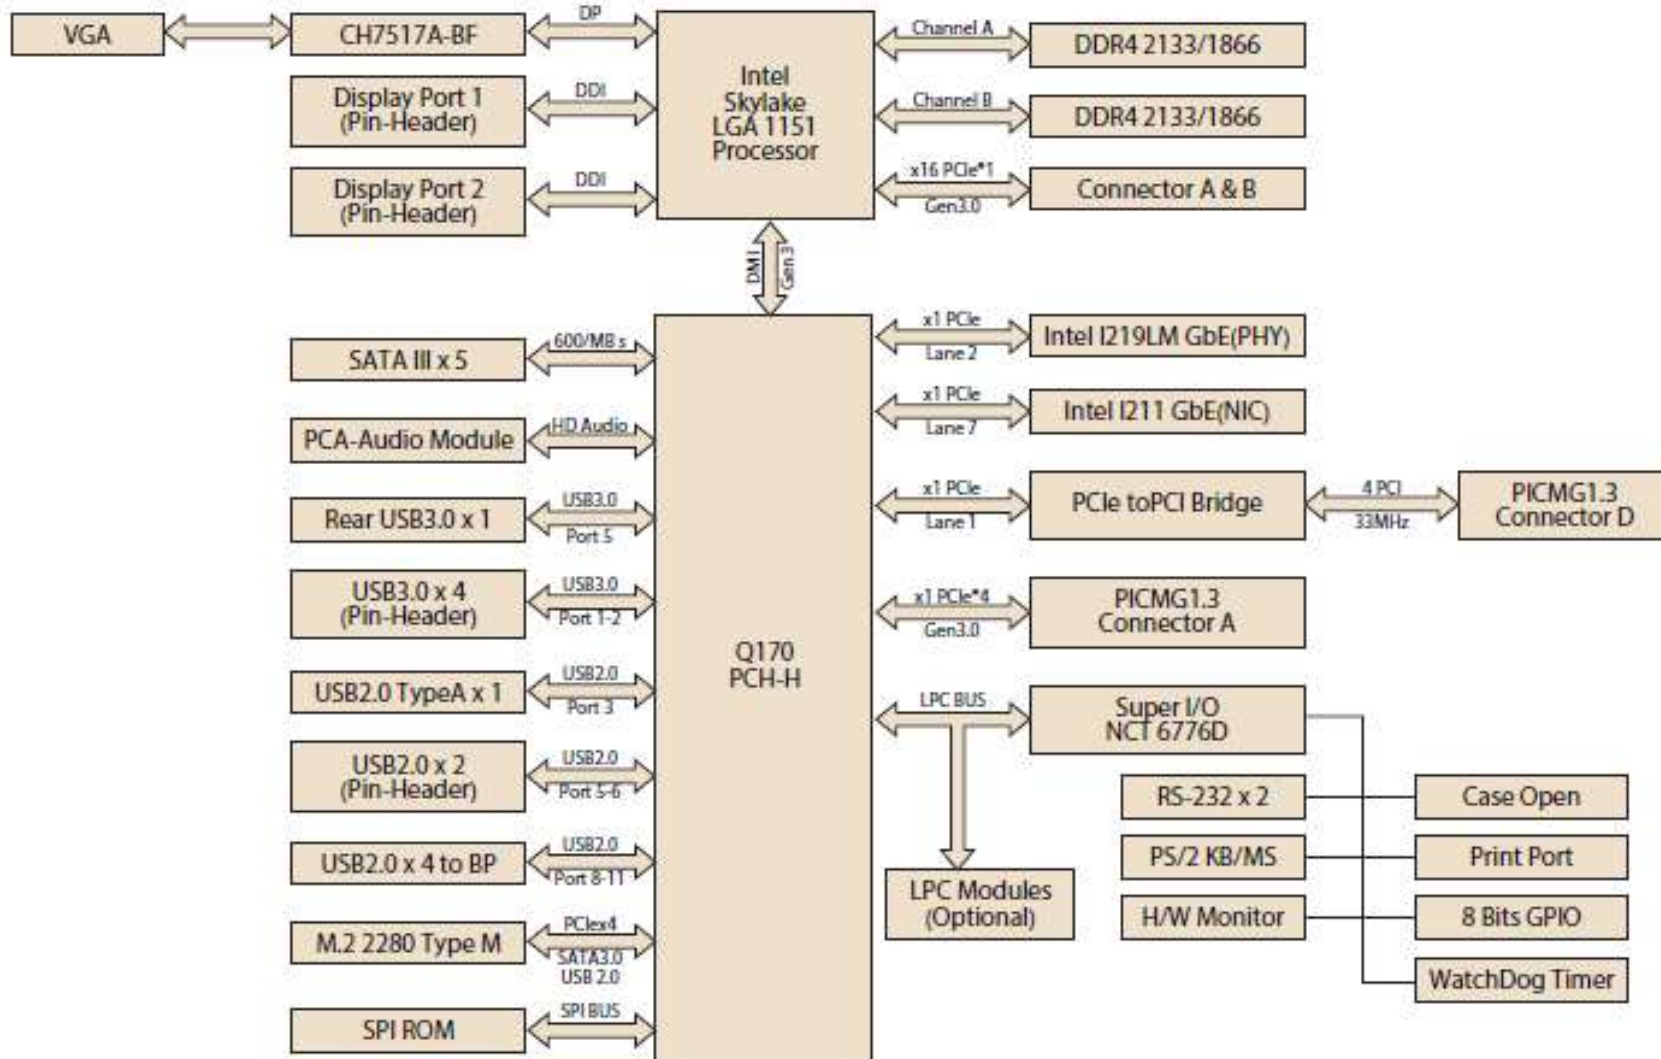 VGA
CH7517A-BF
DP
Display Port 1
(Pin-Header)
DDI
Display Port 2
(Pin-Header)
DDI
Intel
Skylake
LGA 1151
Processor
Channel A
DDR4 2133/1866
Channel B
DDR4 2133/1866
x16 PCIe*1
Gen3.0
Connector A & B
DMI
Gen 3
SATA III x 5
600/MB s
PCA-Audio Module
HD Audio
Rear USB3.0 x 1
USB3.0
Port 5
USB3.0 x 4
(Pin-Header)
USB3.0
Port 1-2
USB2.0 TypeA x 1
USB2.0
Port 3
USB2.0 x 2
(Pin-Header)
USB2.0
Port 5-6
USB2.0 x 4 to BP
USB2.0
Port 8-11
M.2 2280 Type M
PCIex4
SATA3.0
USB 2.0
SPI ROM
SPI BUS
Q170
PCH-H
x1 PCIe
Lane 2
Intel I219LM GbE(PHY)
x1 PCIe
Lane 7
Intel I211 GbE(NIC)
x1 PCIe
Lane 1
PCIe toPCI Bridge
4 PCI
33MHz
PICMG1.3
Connector D
x1 PCIe*4
Gen3.0
PICMG1.3
Connector A
LPC BUS
Super I/O
NCT 6776D
LPC Modules
(Optional)
RS-232 x 2
Case Open
PS/2 KB/MS
Print Port
H/W Monitor
8 Bits GPIO
WatchDog Timer